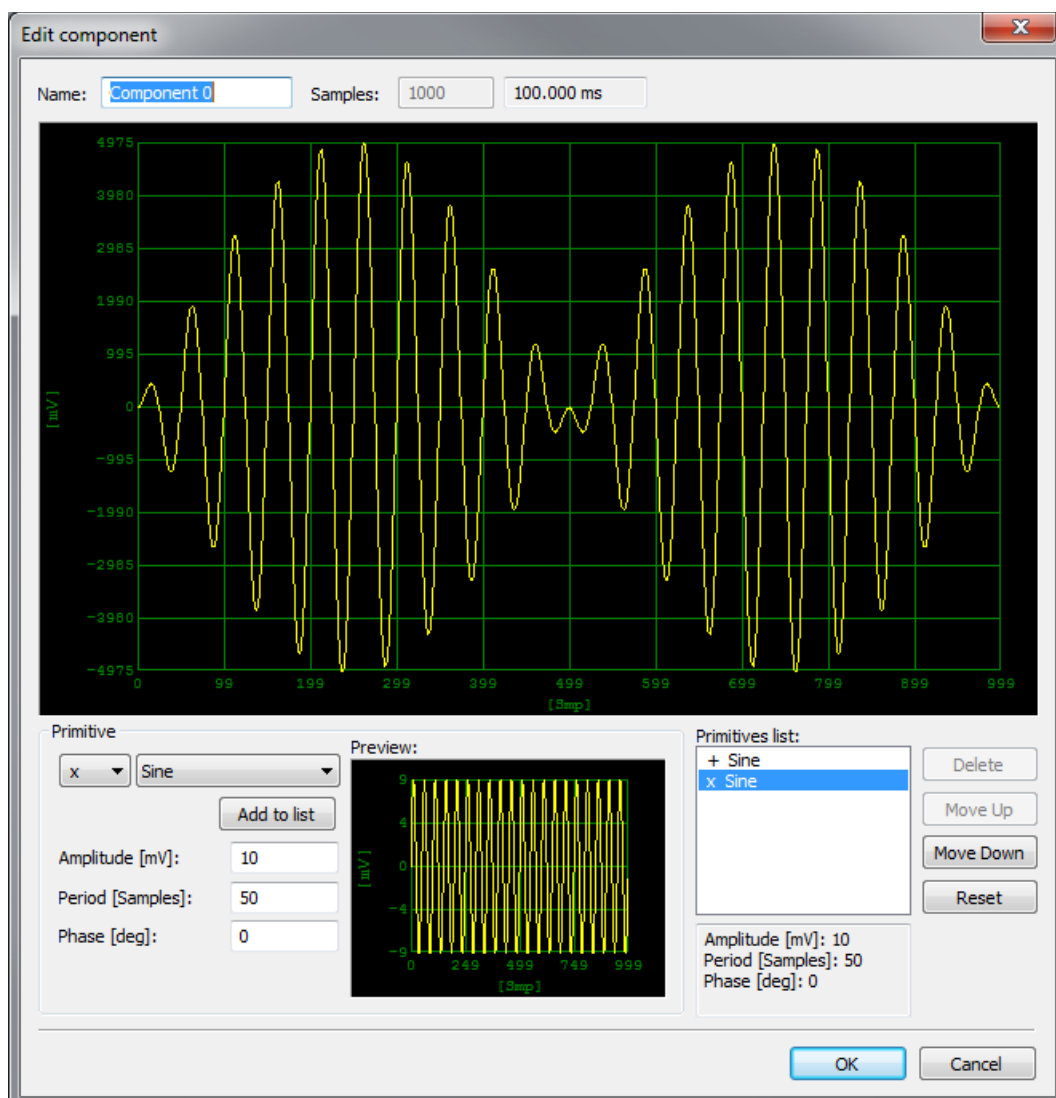 Edit component
Name: Component 0 Samples: 1000 100.000 ms
4975
3980
2985
1990
995
0
-995
-1990
-2985
-3980
-4975
[mV]
0 99 199 299 399 499 599 699 799 899 999
[Smp]
Primitive
x Sine
Add to list
Amplitude [mV]: 10
Period [Samples]: 50
Phase [deg]: 0
Preview:
9
4
0
-4
-9
[mV]
0 249 499 749 999
[Smp]
Primitives list:
+ Sine
x Sine
Delete
Move Up
Move Down
Reset
Amplitude [mV]: 10
Period [Samples]: 50
Phase [deg]: 0
OK Cancel